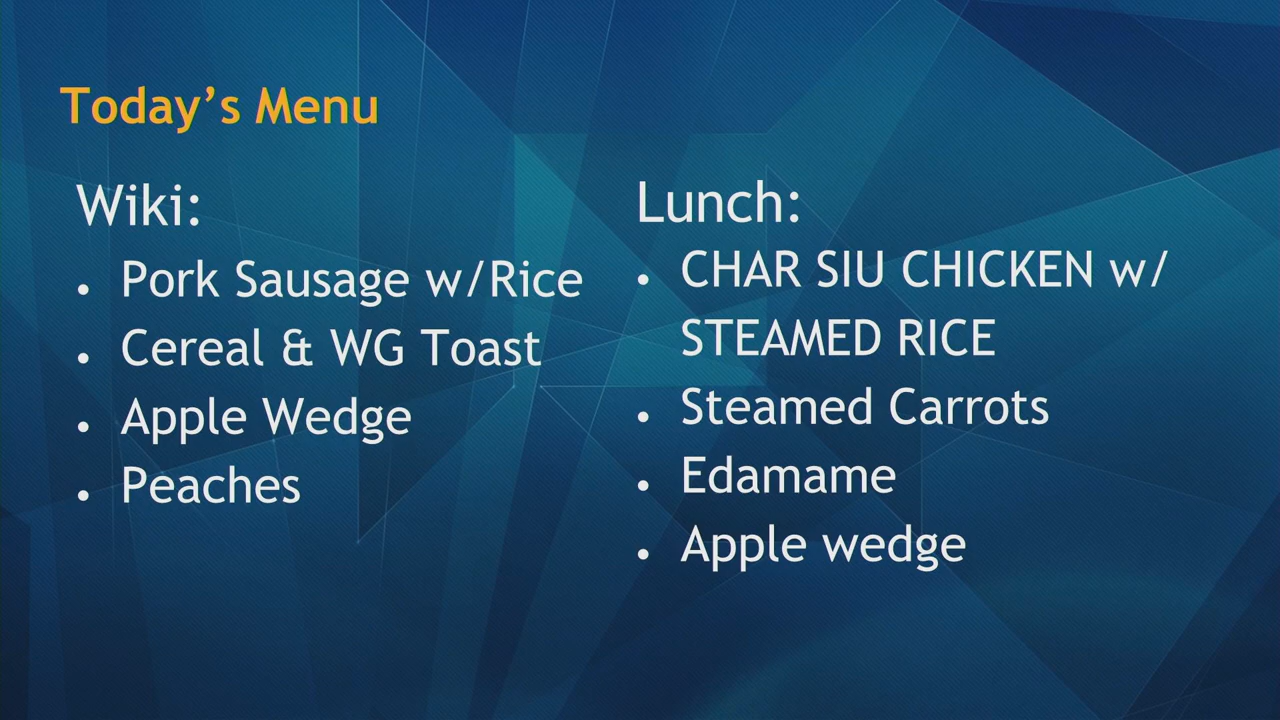 Today’s Menu
Wiki:
• Pork Sausage w/Rice
• Cereal & WG Toast
• Apple Wedge
• Peaches
Lunch:
• CHAR SIU CHICKEN w/
STEAMED RICE
• Steamed Carrots
• Edamame
• Apple wedge